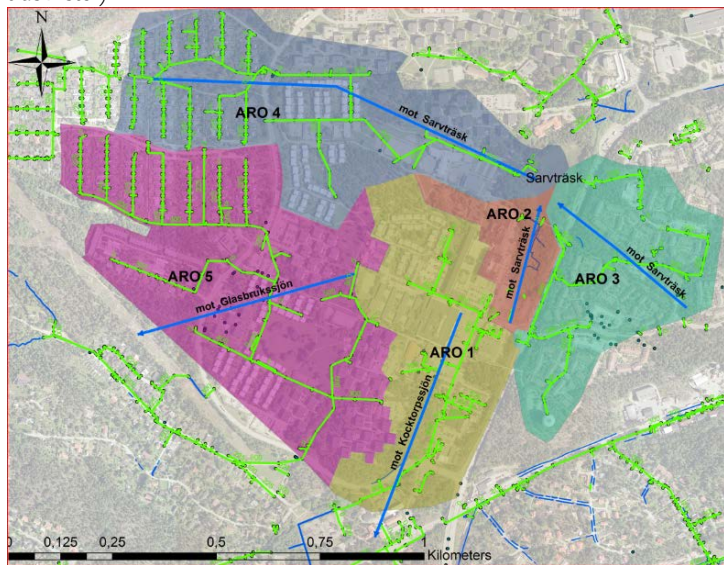 N
ARO 4
mot Sarvträsk
Sarvträsk
ARO 2
mot Sarvträsk
ARO 3
mot Sarvträsk
ARO 5
mot Glasbrukssjön
ARO 1
mot Kocktorpssjön
0 0,125 0,25 0,5 0,75 1
Kilometers